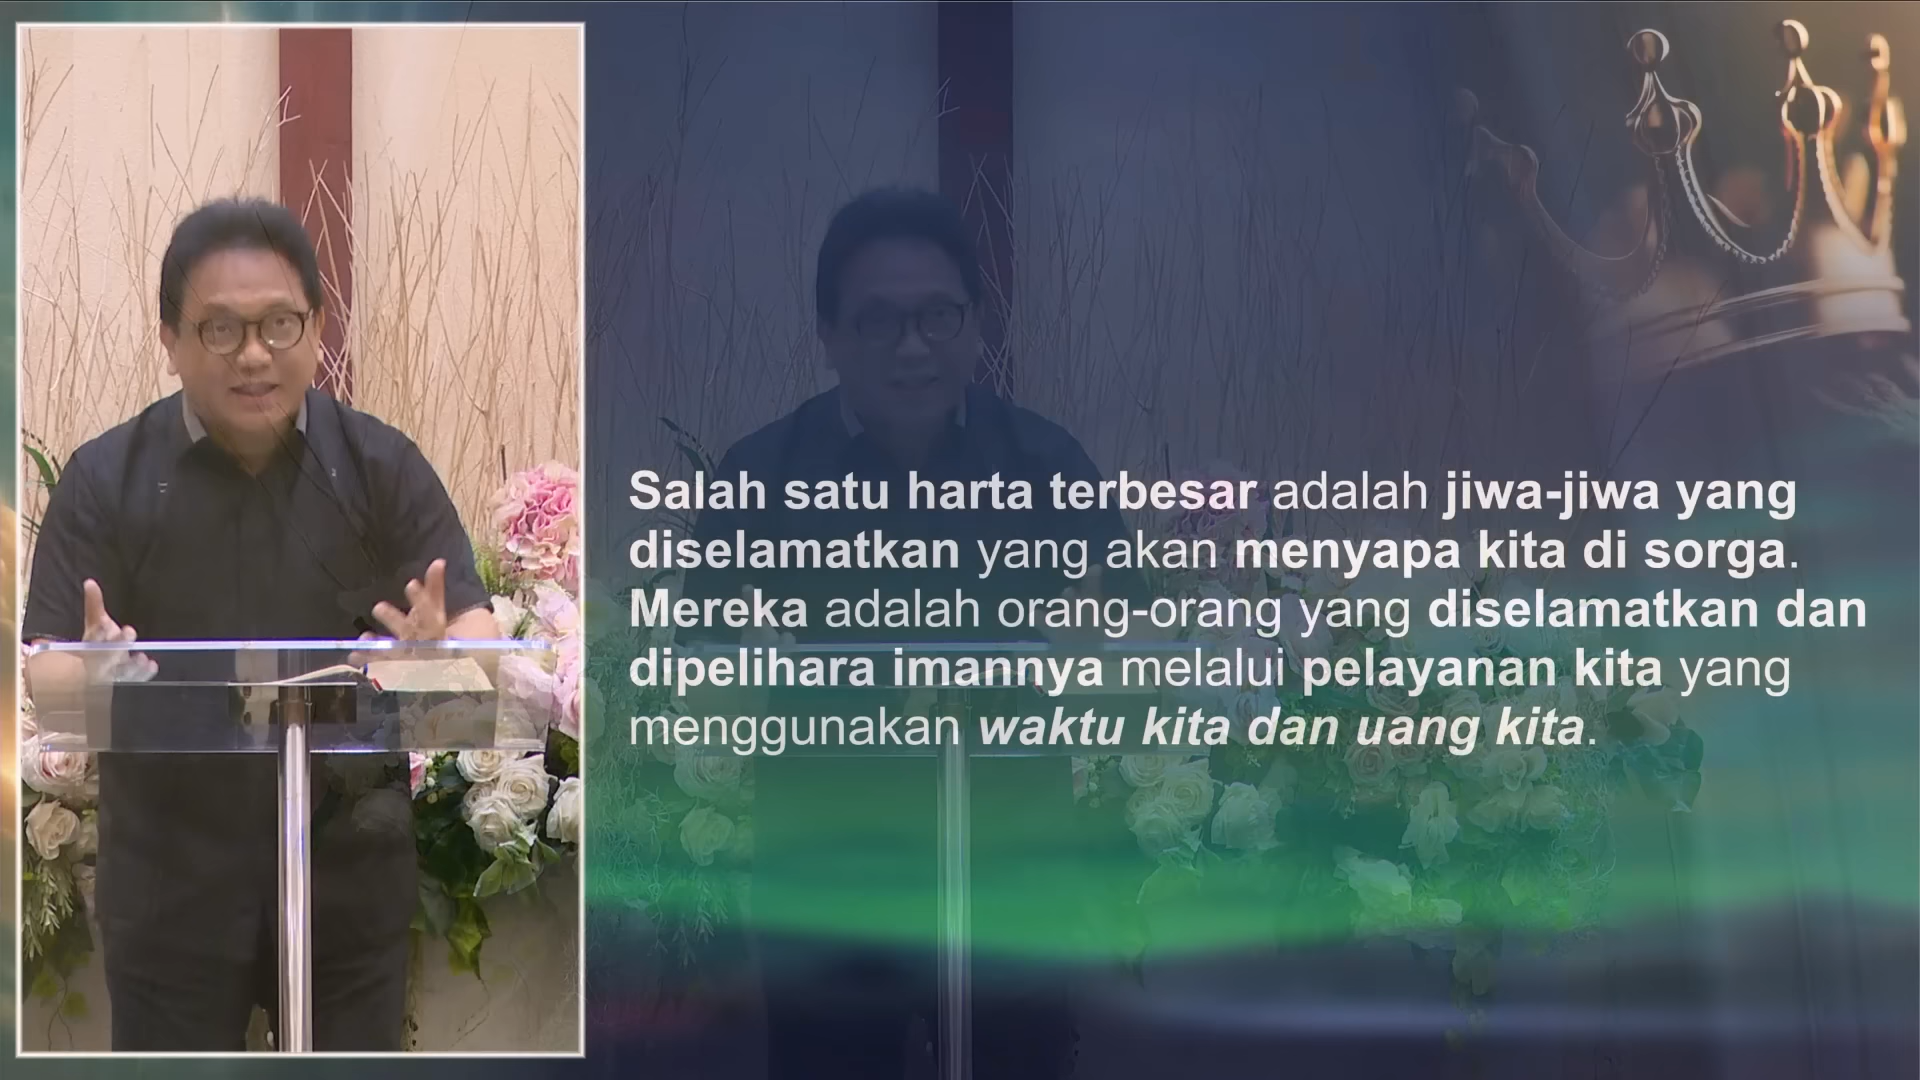 Salah satu harta terbesar adalah jiwa-jiwa yang
diselamatkan yang akan menyapa kita di sorga.
Mereka adalah orang-orang yang diselamatkan dan
dipelihara imannya melalui pelayanan kita yang
menggunakan waktu kita dan uang kita.